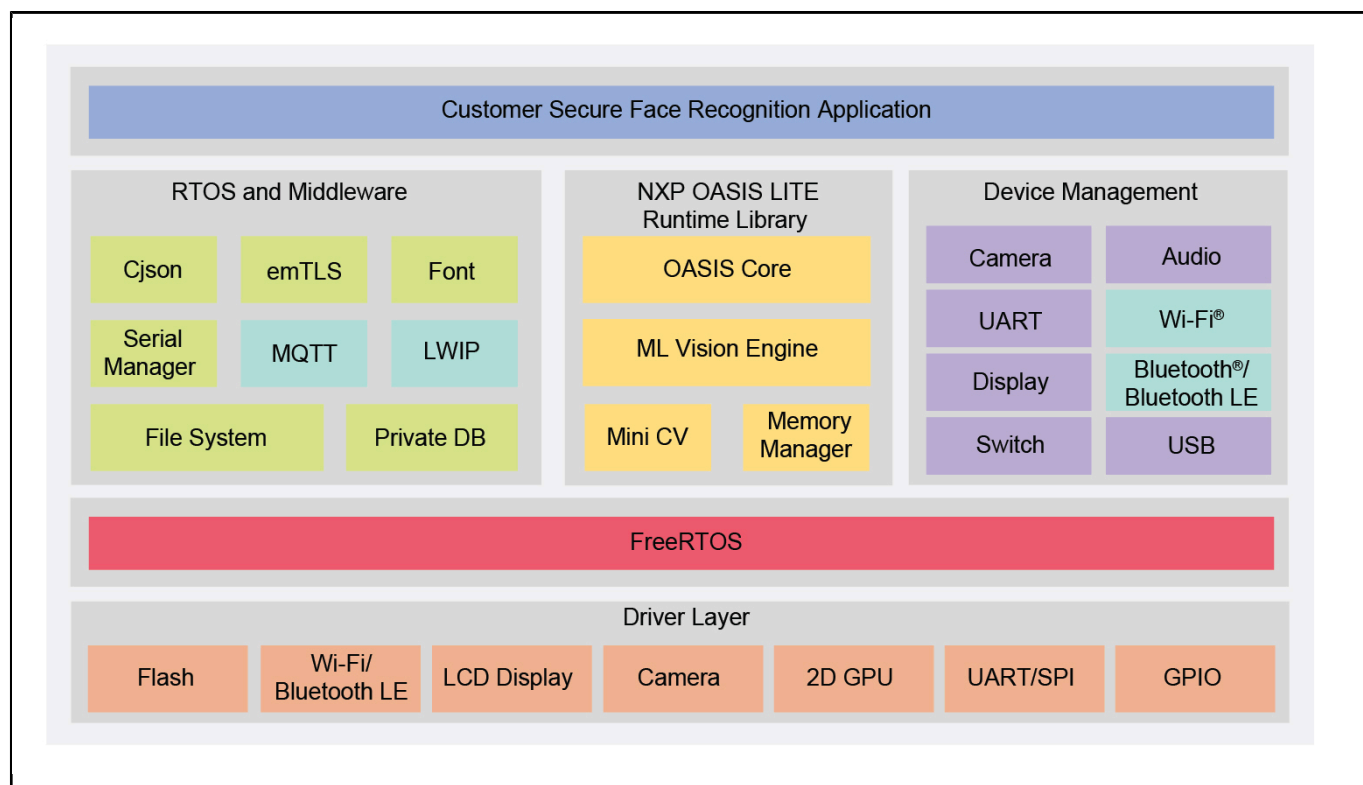 Customer Secure Face Recognition Application
RTOS and Middleware
Cjson
emTLS
Font
Serial
Manager
MQTT
LWIP
File System
Private DB
NXP OASIS LITE
Runtime Library
OASIS Core
ML Vision Engine
Mini CV
Memory
Manager
Device Management
Camera
Audio
UART
Wi-Fi®
Display
Bluetooth®/
Bluetooth LE
Switch
USB
FreeRTOS
Driver Layer
Flash
Wi-Fi/
Bluetooth LE
LCD Display
Camera
2D GPU
UART/SPI
GPIO